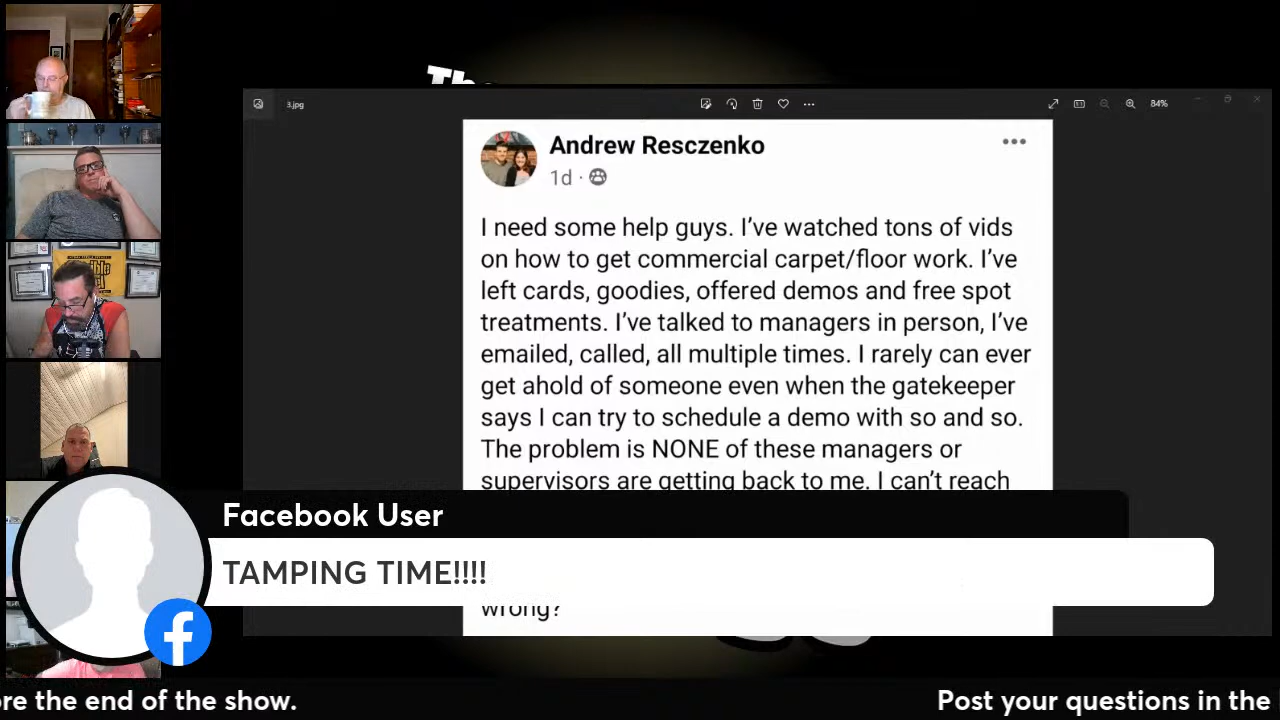 The
3.jpg
84%
Andrew Resczenko
1d ·
I need some help guys. I've watched tons of vids
on how to get commercial carpet/floor work. I've
left cards, goodies, offered demos and free spot
treatments. I've talked to managers in person, I've
emailed, called, all multiple times. I rarely can ever
get ahold of someone even when the gatekeeper
says I can try to schedule a demo with so and so.
The problem is NONE of these managers or
supervisors are getting back to me. I can't reach
Facebook User
TAMPING TIME!!!!
wrong?
re the end of the show.
Post your questions in the